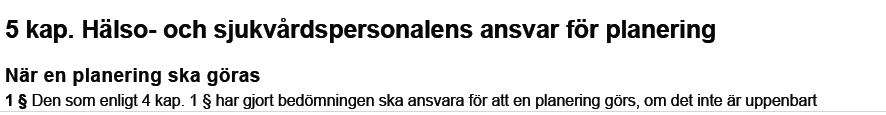 5 kap. Hälso- och sjukvårdspersonalens ansvar för planering
När en planering ska göras
1 § Den som enligt 4 kap. 1 § har gjort bedömningen ska ansvara för att en planering görs, om det inte är uppenbart